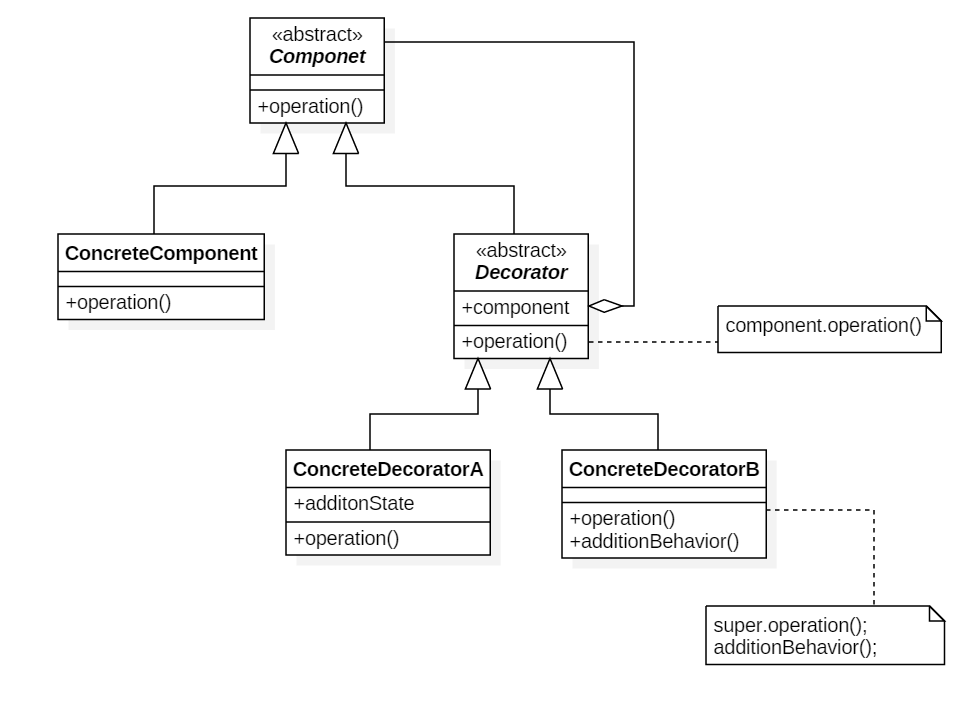 «abstract»
Componet
+operation()
ConcreteComponent
+operation()
«abstract»
Decorator
+component
+operation()
component.operation()
ConcreteDecoratorA
+additonState
+operation()
ConcreteDecoratorB
+operation()
+additionBehavior()
super.operation();
additionBehavior();